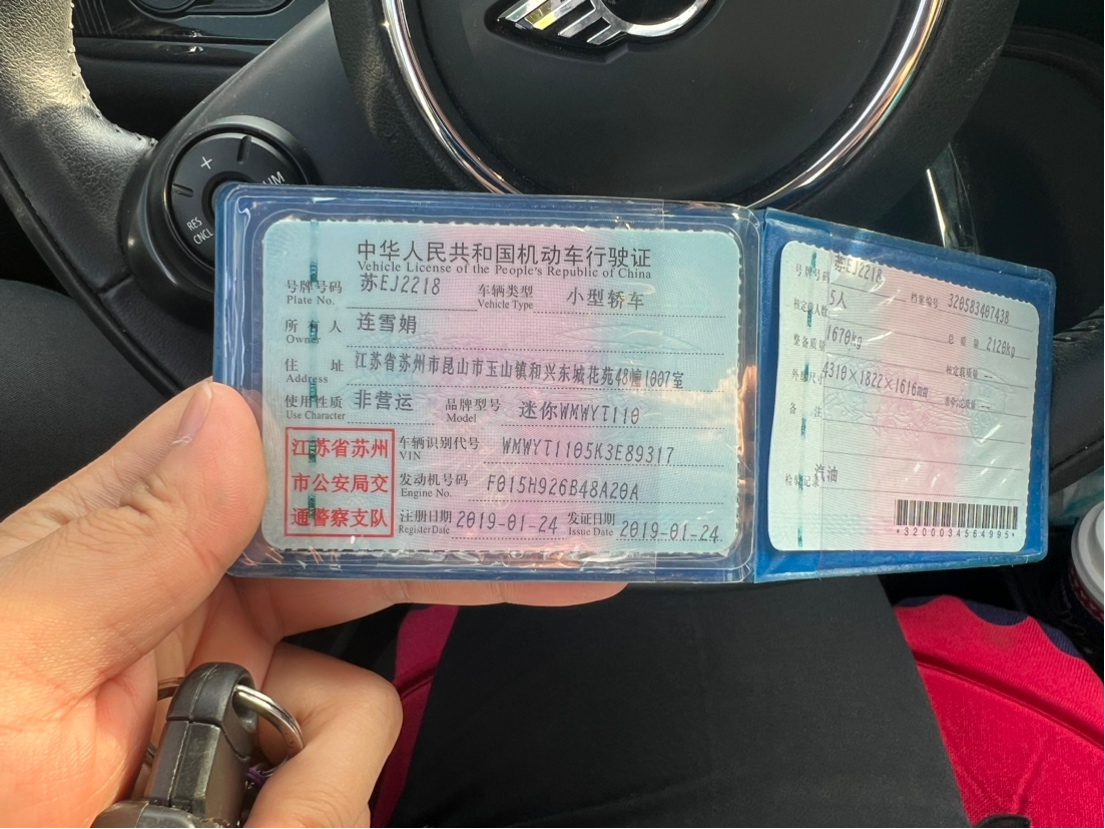 +
LIM
RES
CNCL
中华人民共和国机动车行驶证
Vehicle License of the People's Republic of China
号牌号码 苏EJ2218 车辆类型 小型轿车
Plate No. Vehicle Type
所有人 连雪娟
Owner
住址 江苏省苏州市昆山市玉山镇和兴东城花苑48幢1007室
Address
使用性质 非营运 品牌型号 迷你WMWYT110
Use Character Model
江苏省苏州
市公安局交
通警察支队
车辆识别代号 WMWYT1105K3E89317
VIN
发动机号码 F015H926B48A20A
Engine No.
注册日期 2019-01-24 发证日期 2019-01-24
Register Date Issue Date
号牌号码 苏EJ2218 档案编号 320583487438
核定载人数 5人
整备质量 1670kg 总质量 2120kg
外廓尺寸 4310×1822×1616mm 核定载质量 --
备注
检验记录 汽油
*3200034564995*